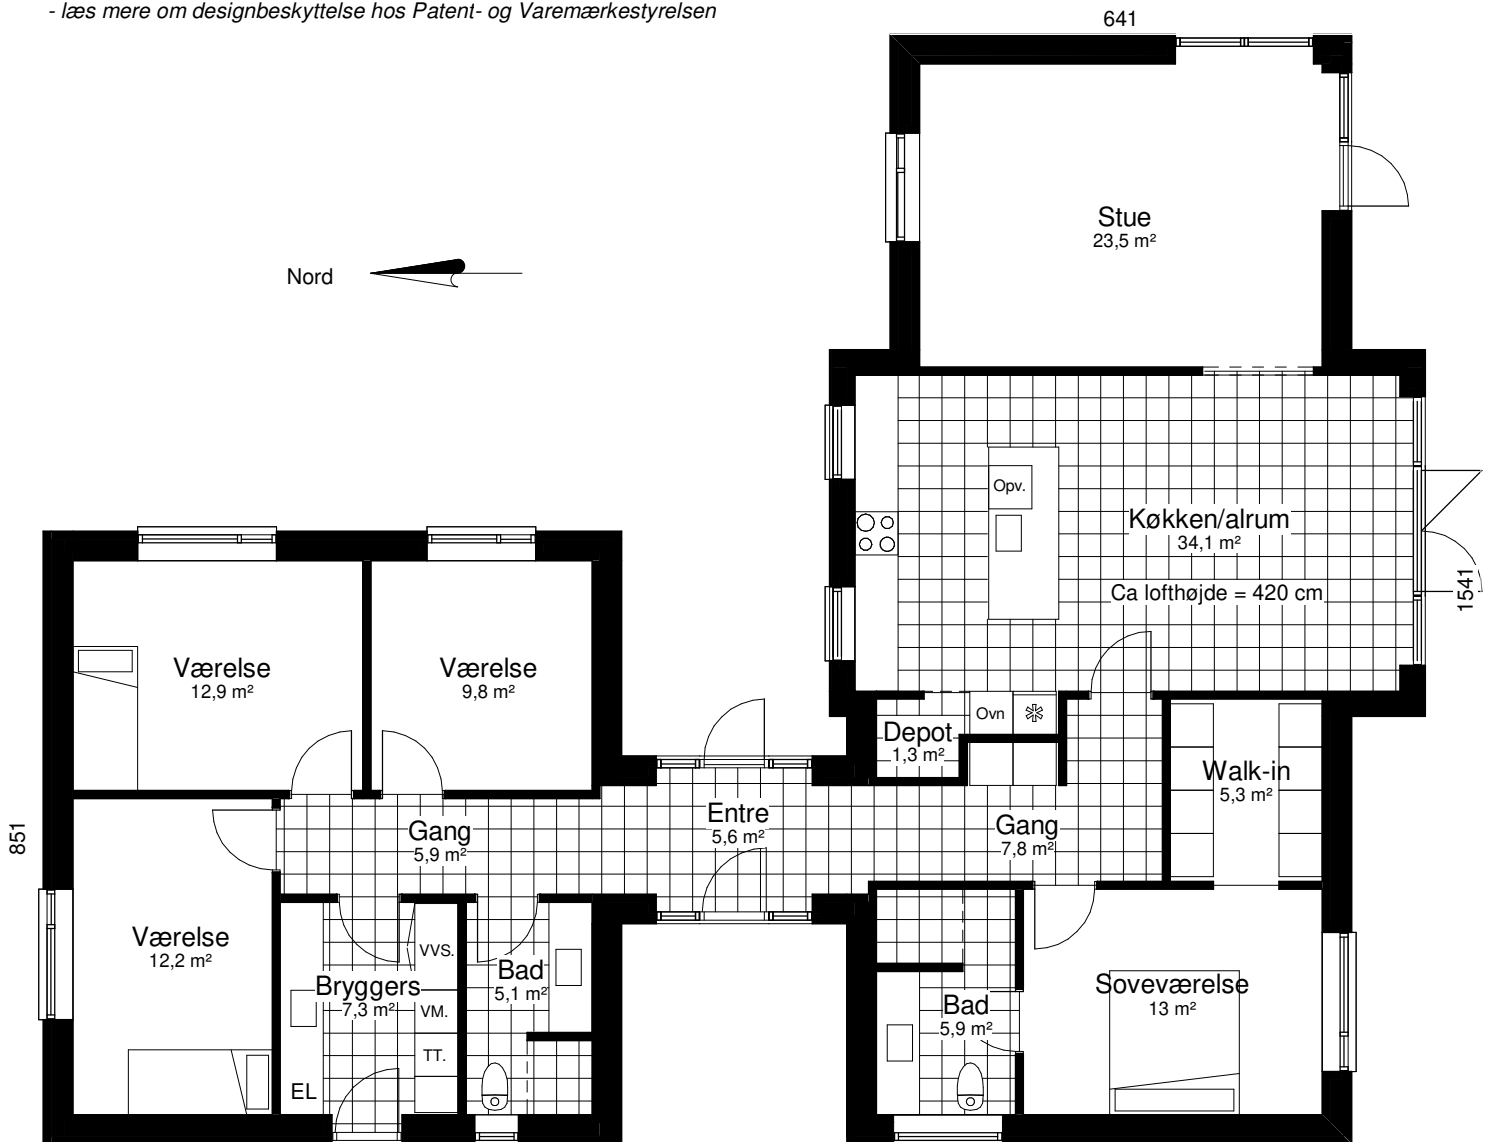 - læs mere om designbeskyttelse hos Patent- og Varemærkestyrelsen
641
Stue
23,5 m²
Nord
Opv.
Køkken/alrum
34,1 m²
Ca lofthøjde = 420 cm
1541
Værelse
12,9 m²
Værelse
9,8 m²
Ovn
Depot
1,3 m²
Walk-in
5,3 m²
Entre
5,6 m²
Gang
5,9 m²
Gang
7,8 m²
851
Værelse
12,2 m²
Bryggers
7,3 m²
VVS.
VM.
TT.
EL
Bad
5,1 m²
Bad
5,9 m²
Soveværelse
13 m²